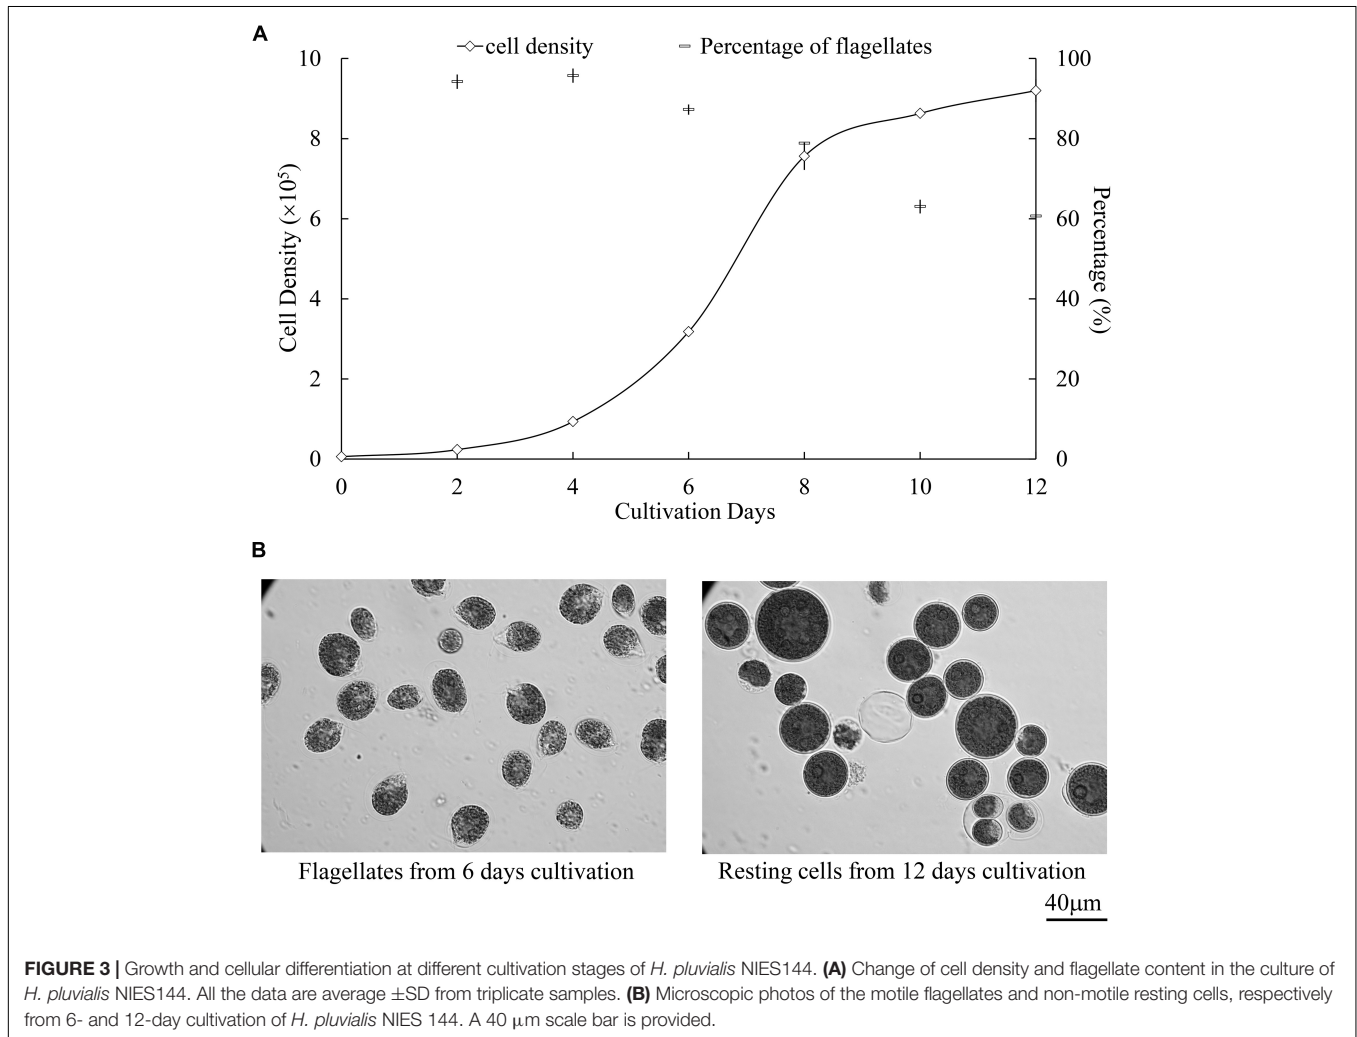 A
cell density
Percentage of flagellates
10
8
6
4
2
0
Cell Density (×10⁵)
100
80
60
40
20
0
Percentage (%)
0 2 4 6 8 10 12
Cultivation Days
B
Flagellates from 6 days cultivation
Resting cells from 12 days cultivation
40μm
FIGURE 3 | Growth and cellular differentiation at different cultivation stages of H. pluvialis NIES144. (A) Change of cell density and flagellate content in the culture of
H. pluvialis NIES144. All the data are average ±SD from triplicate samples. (B) Microscopic photos of the motile flagellates and non-motile resting cells, respectively
from 6- and 12-day cultivation of H. pluvialis NIES 144. A 40 μm scale bar is provided.